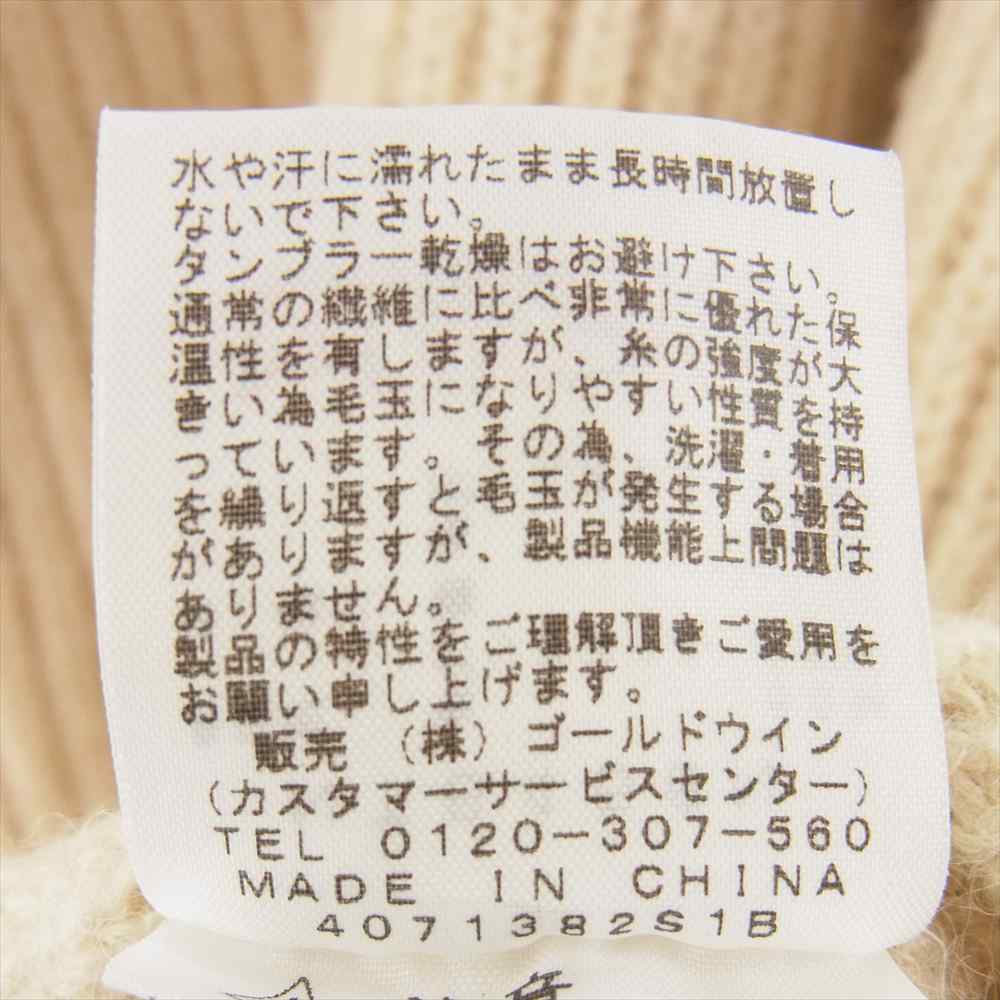 水や汗に濡れたまま長時間放置し
ないで下さい。
タンブラー乾燥はお避け下さい。
通常の繊維に比べ非常に優れた保
温性を有しますが、糸の強度が大
きい為毛玉になりやすい性質を持
っています。その為、洗濯・着用
を繰り返すと毛玉が発生する場合
がありますが、製品機能上問題は
ありません。
製品の特性をご理解頂きご愛用を
お願い申し上げます。
販売 (株) ゴールドウイン
(カスタマーサービスセンター)
TEL 0120-307-560
MADE IN CHINA
4071382S1B